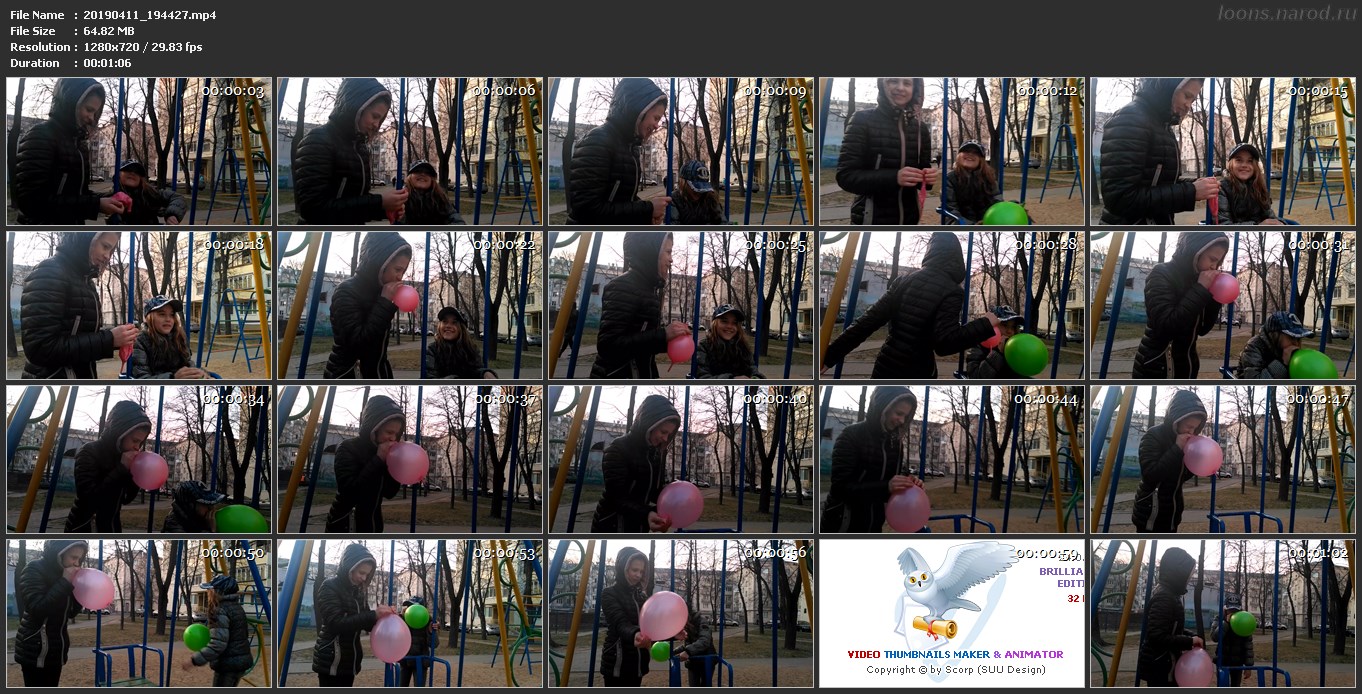 File Name : 20190411_194427.mp4
loons.narod.ru
File Size : 64.82 MB
Resolution : 1280x720 / 29.83 fps
Duration : 00:01:06
00:00:03
00:00:06
00:00:09
00:00:12
00:00:15
00:00:18
00:00:22
00:00:25
00:00:28
00:00:31
00:00:34
00:00:37
00:00:40
00:00:44
00:00:47
00:00:50
00:00:53
00:00:56
00:00:59
BRILLIA
EDIT
32
VIDEO THUMBNAILS MAKER & ANIMATOR
Copyright © by Scorp (SUU Design)
00:01:02